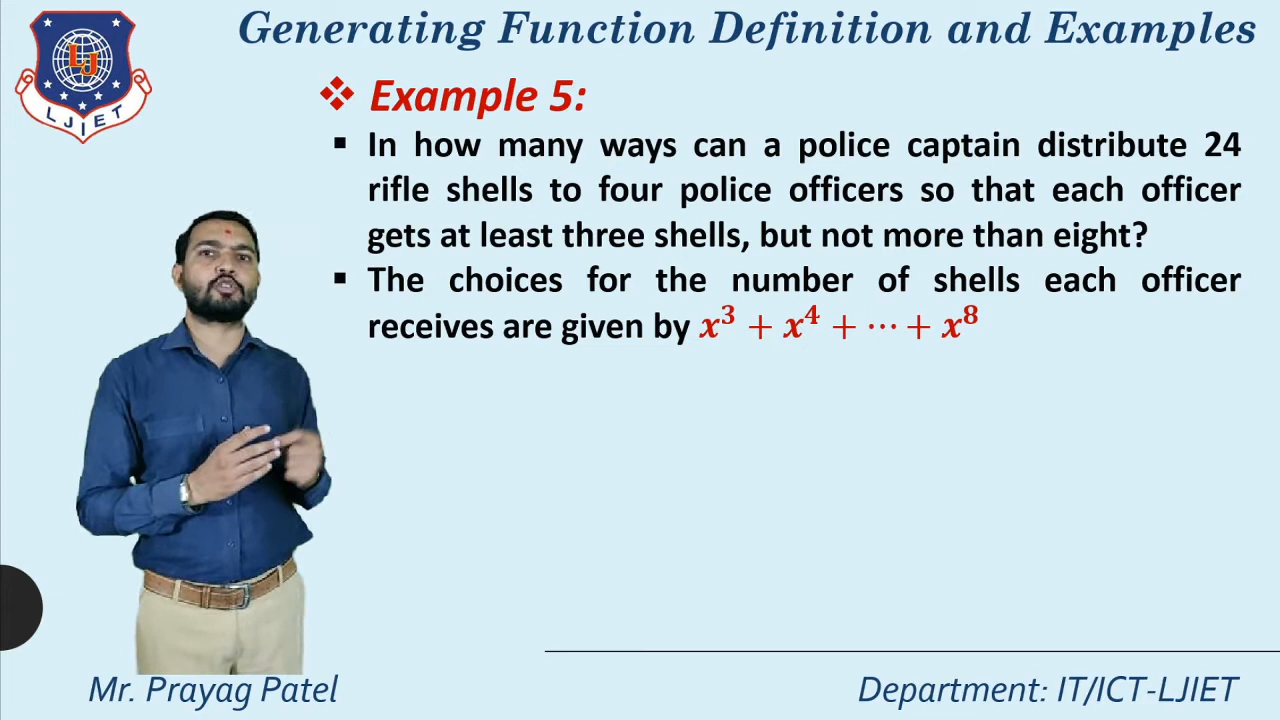 Generating Function Definition and Examples
LJ
LJIET
❖ Example 5:
▪ In how many ways can a police captain distribute 24
rifle shells to four police officers so that each officer
gets at least three shells, but not more than eight?
▪ The choices for the number of shells each officer
receives are given by x³ + x⁴ + ⋯ + x⁸
Mr. Prayag Patel
Department: IT/ICT-LJIET